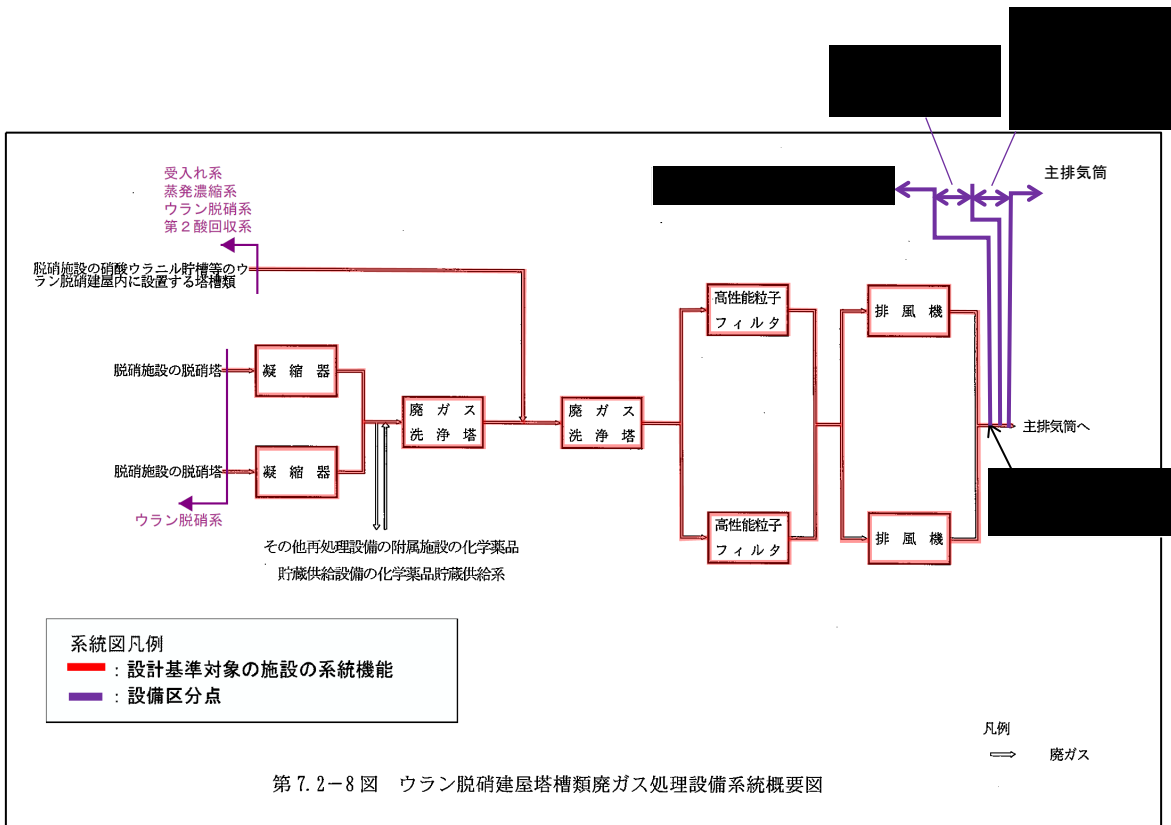 主排気筒
受入れ系
蒸発濃縮系
ウラン脱硝系
第２酸回収系
脱硝施設の硝酸ウラニル貯槽等のウ
ラン脱硝建屋内に設置する塔槽類
高性能粒子
フィルタ
排風機
脱硝施設の脱硝塔
凝縮器
廃ガス
洗浄塔
廃ガス
洗浄塔
主排気筒へ
脱硝施設の脱硝塔
凝縮器
ウラン脱硝系
高性能粒子
フィルタ
排風機
その他再処理設備の附属施設の化学薬品
貯蔵供給設備の化学薬品貯蔵供給系
系統図凡例
：設計基準対象の施設の系統機能
：設備区分点
凡例
廃ガス
第７.２－８図　ウラン脱硝建屋塔槽類廃ガス処理設備系統概要図